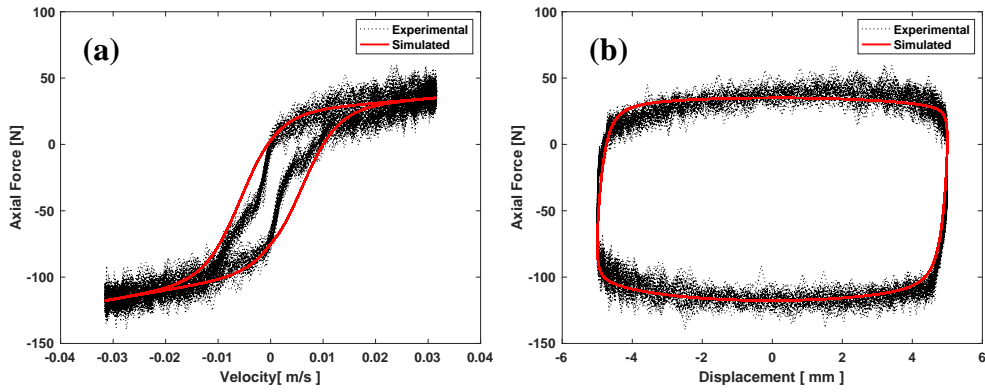 (a)
Experimental
Simulated
100
50
0
-50
-100
-150
Axial Force [N]
-0.04 -0.03 -0.02 -0.01 0 0.01 0.02 0.03 0.04
Velocity[ m/s ]
(b)
Experimental
Simulated
100
50
0
-50
-100
-150
Axial Force [N]
-6 -4 -2 0 2 4 6
Displacement [ mm ]